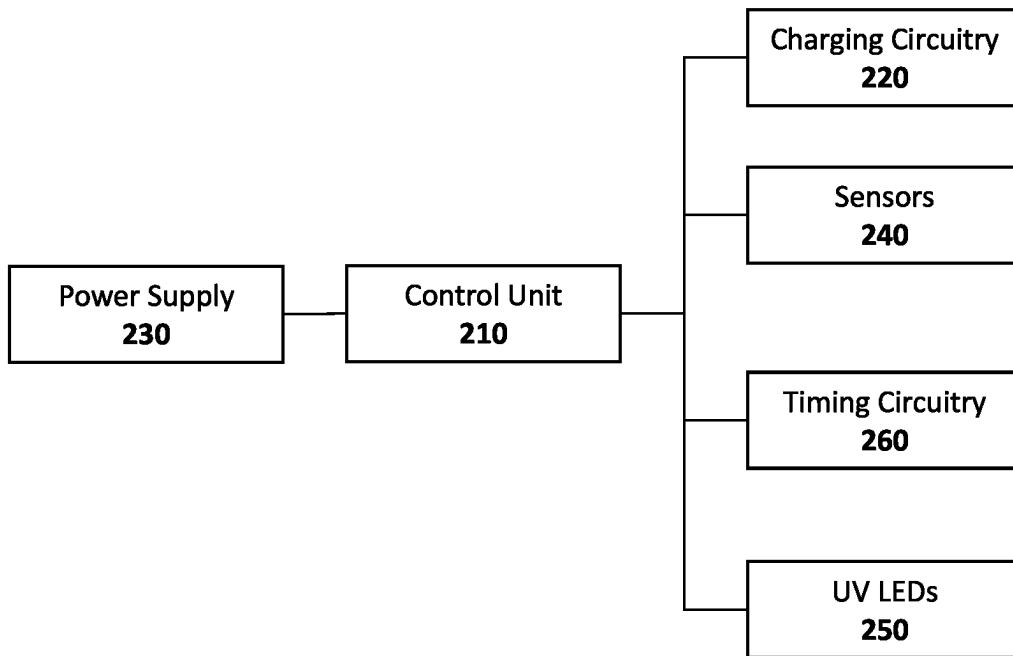 Charging Circuitry
220
Sensors
240
Power Supply
230
Control Unit
210
Timing Circuitry
260
UV LEDs
250